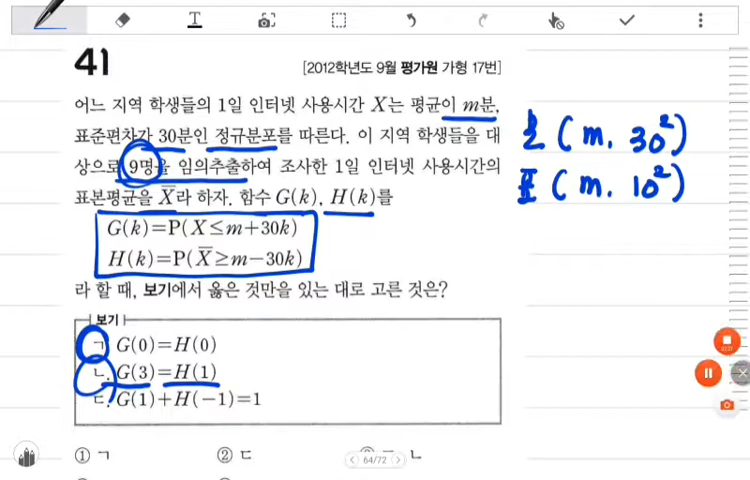 41
[2012학년도 9월 평가원 가형 17번]
어느 지역 학생들의 1일 인터넷 사용시간 X는 평균이 m분,
표준편차가 30분인 정규분포를 따른다. 이 지역 학생들을 대
상으로 9명을 임의추출하여 조사한 1일 인터넷 사용시간의
표본평균을 X̄라 하자. 함수 G(k), H(k)를
G(k)=P(X≤m+30k)
H(k)=P(X̄≥m-30k)
라 할 때, 보기에서 옳은 것만을 있는 대로 고른 것은?
보기
ㄱ. G(0)=H(0)
ㄴ. G(3)=H(1)
ㄷ. G(1)+H(-1)=1
① ㄱ ② ㄷ ㄴ
64/72
(m. 30²)
표 (m. 10²)